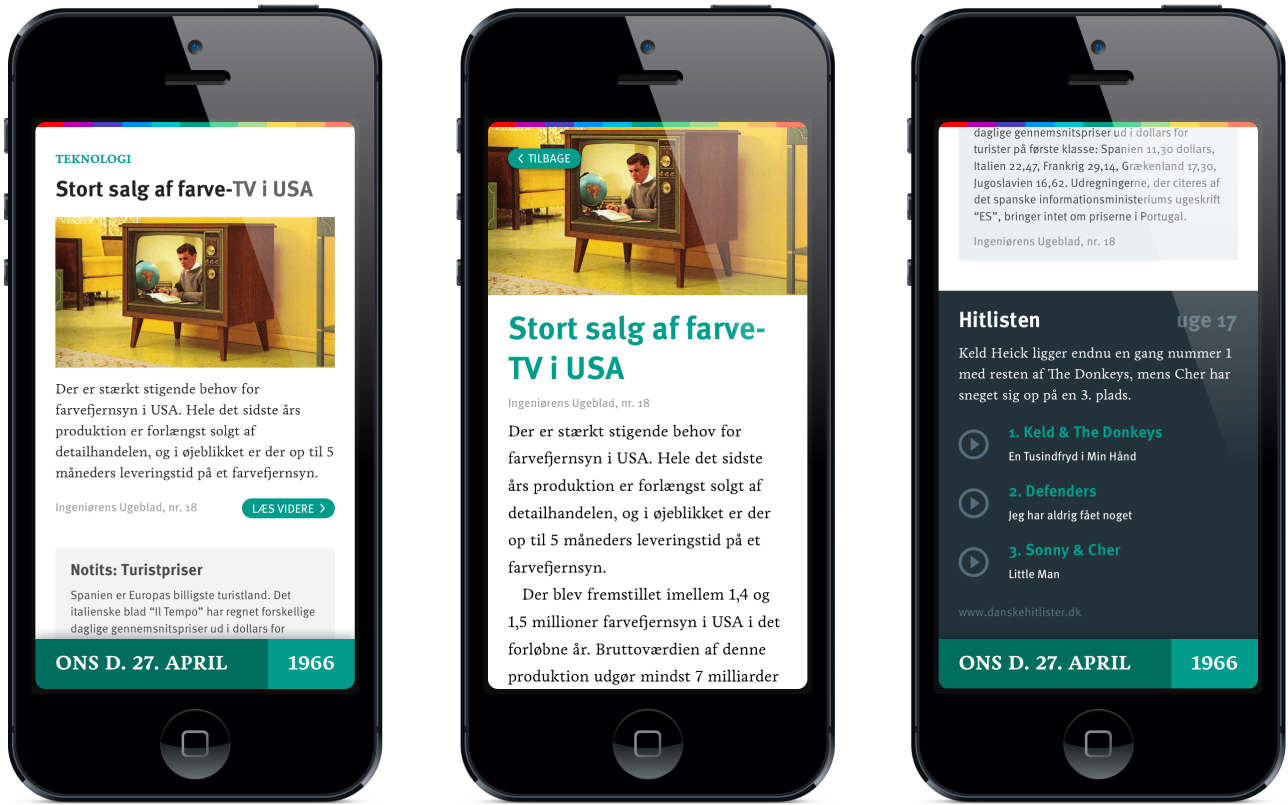 TEKNOLOGI
Stort salg af farve-TV i USA
Der er stærkt stigende behov for
farvefjernsyn i USA. Hele det sidste års
produktion er forlængst solgt af
detailhandelen, og i øjeblikket er der op til 5
måneders leveringstid på et farvefjernsyn.
Ingeniørens Ugeblad, nr. 18
LÆS VIDERE
Notits: Turistpriser
Spanien er Europas billigste turistland. Det
italienske blad “Il Tempo” har regnet forskellige
daglige gennemsnitspriser ud i dollars for
ONS D. 27. APRIL
1966
TILBAGE
Stort salg af farve-
TV i USA
Ingeniørens Ugeblad, nr. 18
Der er stærkt stigende behov for
farvefjernsyn i USA. Hele det sidste
års produktion er forlængst solgt af
detailhandelen, og i øjeblikket er der
op til 5 måneders leveringstid på et
farvefjernsyn.
Der blev fremstillet imellem 1,4 og
1,5 millioner farvefjernsyn i USA i det
forløbne år. Bruttoværdien af denne
produktion udgør mindst 7 milliarder
daglige gennemsnitspriser ud i dollars for
turister på første klasse: Spanien 11,30 dollars,
Italien 22,47, Frankrig 29,14, Grækenland 17,30,
Jugoslavien 16,62. Udregningerne, der citeres af
det spanske informationsministeriums ugeskrift
“ES”, bringer intet om priserne i Portugal.
Ingeniørens Ugeblad, nr. 18
Hitlisten
uge 17
Keld Heick ligger endnu en gang nummer 1
med resten af The Donkeys, mens Cher har
sneget sig op på en 3. plads.
1. Keld & The Donkeys
En Tusindfryd i Min Hånd
2. Defenders
Jeg har aldrig fået noget
3. Sonny & Cher
Little Man
www.danskehitlister.dk
ONS D. 27. APRIL
1966